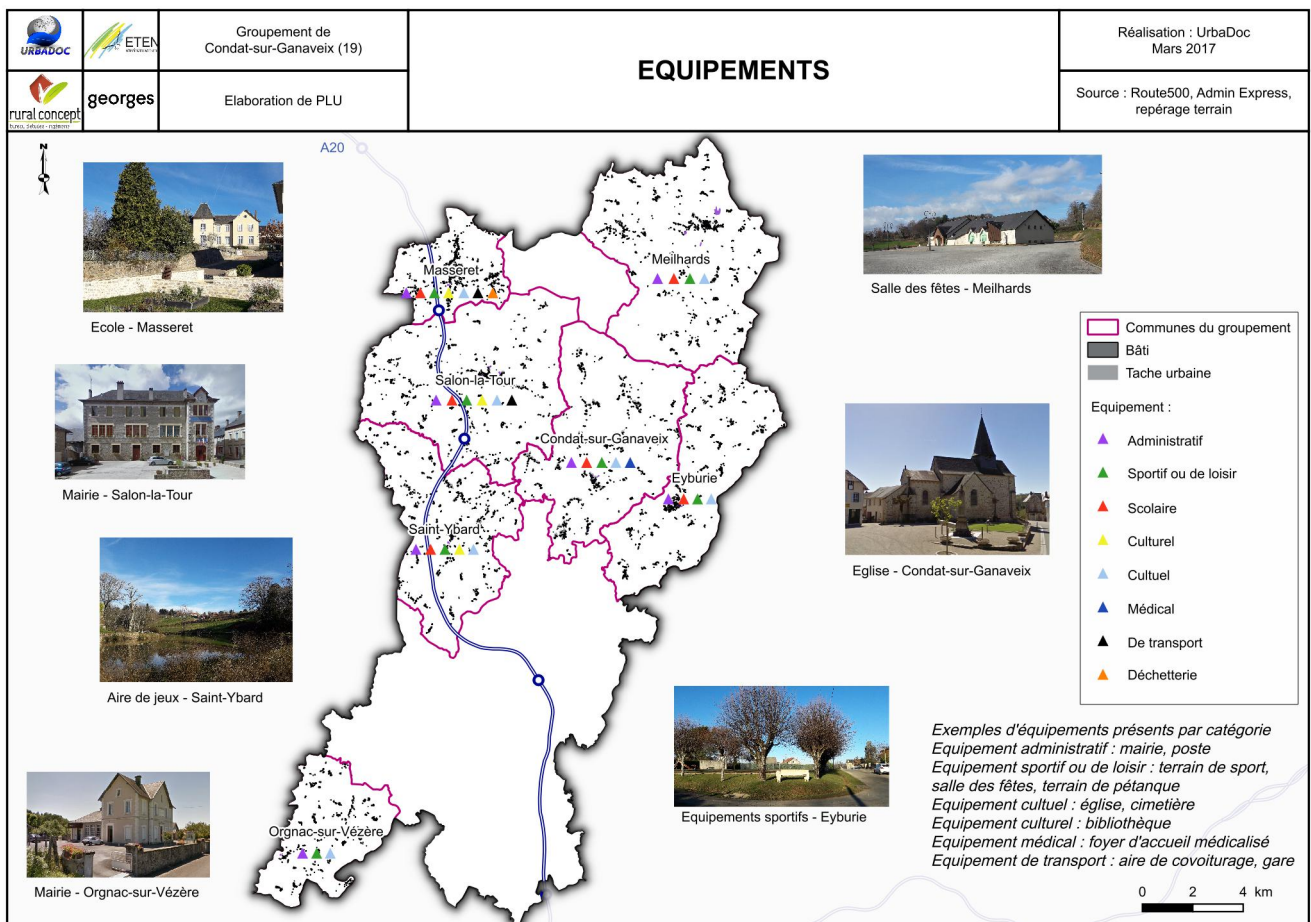 URBADOC
ETEN
environnement
Groupement de
Condat-sur-Ganaveix (19)
EQUIPEMENTS
Réalisation : UrbaDoc
Mars 2017
rural concept
georges
Elaboration de PLU
Source : Route500, Admin Express,
repérage terrain
N
A20
Ecole - Masseret
Salle des fêtes - Meilhards
Masseret
Meilhards
Mairie - Salon-la-Tour
Salon-la-Tour
Condat-sur-Ganaveix
Eyburie
Saint-Ybard
Eglise - Condat-sur-Ganaveix
Aire de jeux - Saint-Ybard
Communes du groupement
Bâti
Tache urbaine
Equipement :
Administratif
Sportif ou de loisir
Scolaire
Culturel
Cultuel
Médical
De transport
Déchetterie
Orgnac-sur-Vézère
Mairie - Orgnac-sur-Vézère
Equipements sportifs - Eyburie
Exemples d'équipements présents par catégorie
Equipement administratif : mairie, poste
Equipement sportif ou de loisir : terrain de sport,
salle des fêtes, terrain de pétanque
Equipement cultuel : église, cimetière
Equipement culturel : bibliothèque
Equipement médical : foyer d'accueil médicalisé
Equipement de transport : aire de covoiturage, gare
0 2 4 km